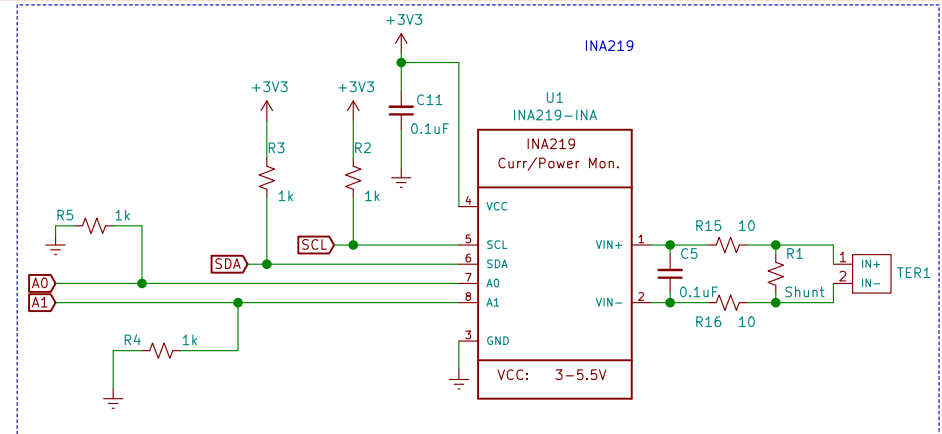 +3V3
INA219
+3V3
+3V3
C11
0.1uF
U1
INA219-INA
INA219
Curr/Power Mon.
R3
1k
R2
1k
4
VCC
R5
1k
SCL
5
SCL
SDA
6
SDA
A0
7
A0
A1
8
A1
R4
1k
3
GND
VCC: 3-5.5V
VIN+
1
VIN-
2
C5
0.1uF
R15 10
R16 10
R1
Shunt
1
IN+
2
IN-
TER1